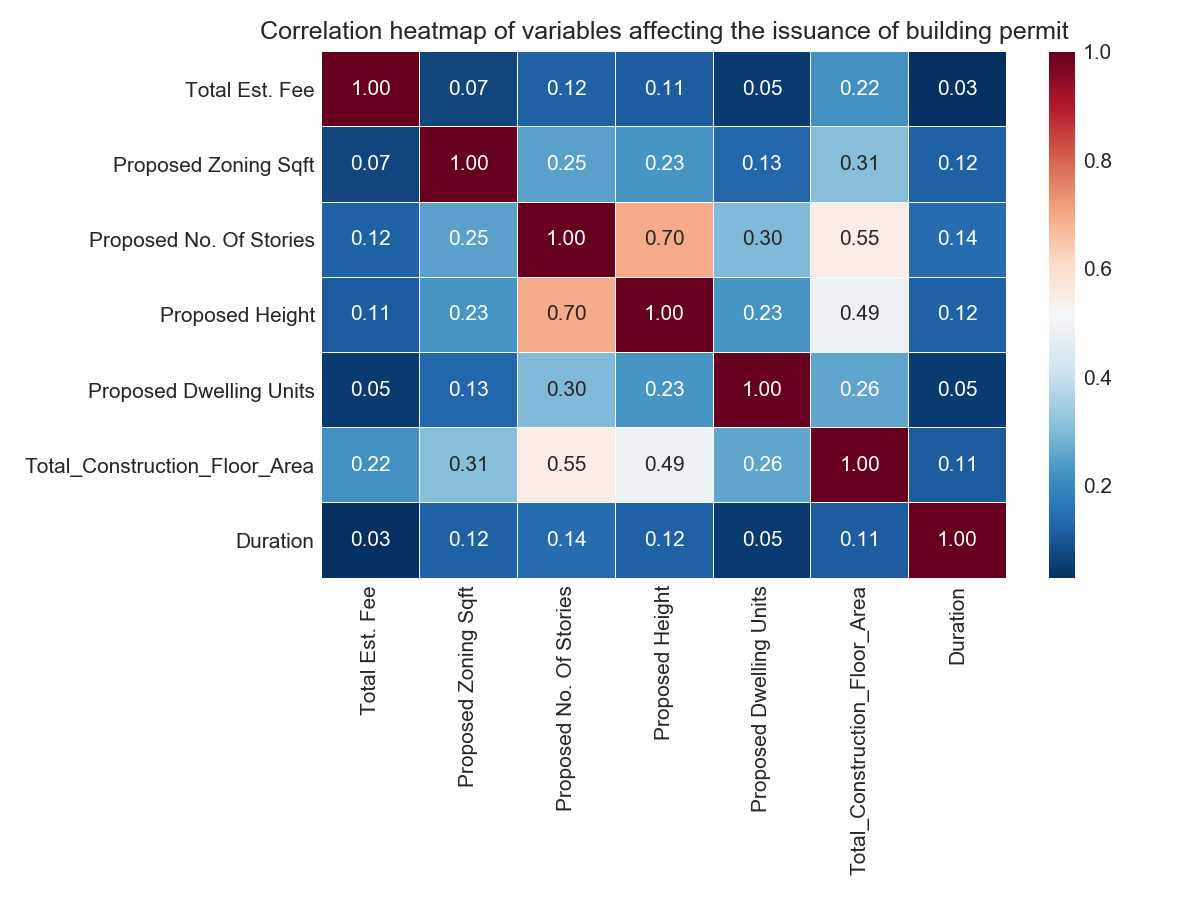 Correlation heatmap of variables affecting the issuance of building permit
Total Est. Fee 1.00 0.07 0.12 0.11 0.05 0.22 0.03
Proposed Zoning Sqft 0.07 1.00 0.25 0.23 0.13 0.31 0.12
Proposed No. Of Stories 0.12 0.25 1.00 0.70 0.30 0.55 0.14
Proposed Height 0.11 0.23 0.70 1.00 0.23 0.49 0.12
Proposed Dwelling Units 0.05 0.13 0.30 0.23 1.00 0.26 0.05
Total_Construction_Floor_Area 0.22 0.31 0.55 0.49 0.26 1.00 0.11
Duration 0.03 0.12 0.14 0.12 0.05 0.11 1.00
Total Est. Fee
Proposed Zoning Sqft
Proposed No. Of Stories
Proposed Height
Proposed Dwelling Units
Total_Construction_Floor_Area
Duration
1.0
0.8
0.6
0.4
0.2